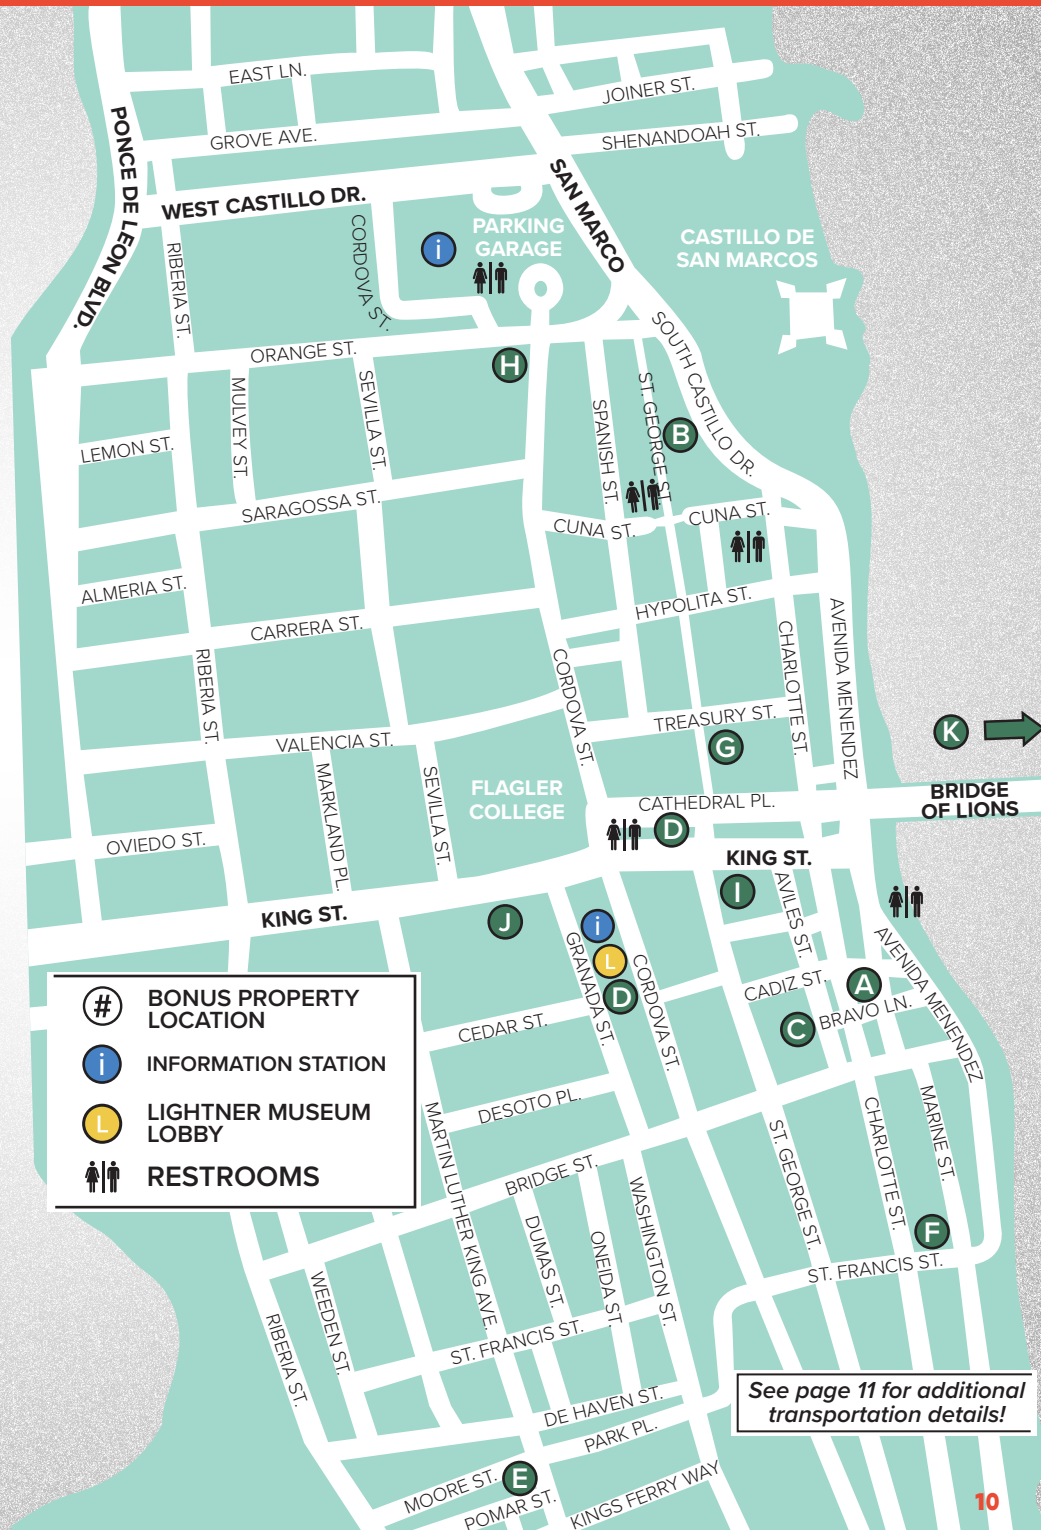 EAST LN.
JOINER ST.
PONCE DE LEON BLVD.
GROVE AVE.
SHENANDOAH ST.
SAN MARCO
WEST CASTILLO DR.
CORDOVA ST.
PARKING
GARAGE
i
CASTILLO DE
SAN MARCOS
RIBERIA ST.
SOUTH CASTILLO DR.
ORANGE ST.
H
MULVEY ST.
SEVILLA ST.
SPANISH ST.
ST. GEORGE ST.
B
LEMON ST.
SARAGOSSA ST.
CUNA ST.
CUNA ST.
ALMERIA ST.
HYPOLITA ST.
CARRERA ST.
AVENIDA MENENDEZ
CHARLOTTE ST.
RIBERIA ST.
CORDOVA ST.
TREASURY ST.
G
K
VALENCIA ST.
MARKLAND PL.
SEVILLA ST.
FLAGLER
COLLEGE
CATHEDRAL PL.
BRIDGE
OF LIONS
D
OVIEDO ST.
KING ST.
KING ST.
I
AVILES ST.
J
i
L
D
GRANADA ST.
CORDOVA ST.
AVENIDA MENENDEZ
CADIZ ST.
A
BRAVO LN.
C
CEDAR ST.
# BONUS PROPERTY
LOCATION
i INFORMATION STATION
L LIGHTNER MUSEUM
LOBBY
RESTROOMS
DESOTO PL.
MARTIN LUTHER KING AVE.
BRIDGE ST.
DUMAS ST.
ONEIDA ST.
WASHINGTON ST.
ST. GEORGE ST.
CHARLOTTE ST.
MARINE ST.
F
ST. FRANCIS ST.
WEEDEN ST.
RIBERIA ST.
ST. FRANCIS ST.
DE HAVEN ST.
PARK PL.
See page 11 for additional
transportation details!
MOORE ST.
E
POMAR ST.
KINGS FERRY WAY
10